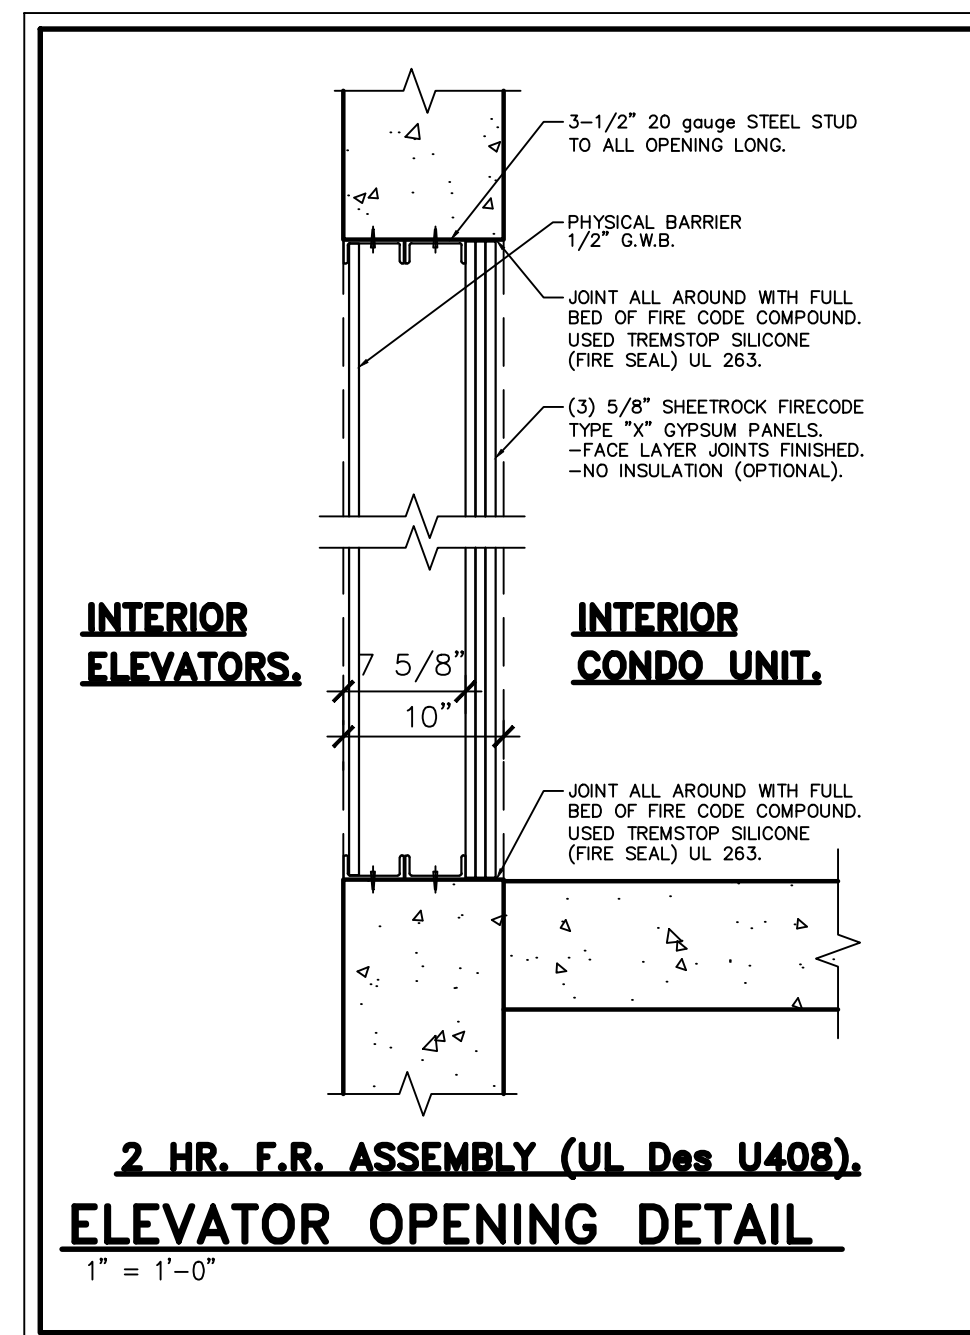 3-1/2" 20 gauge STEEL STUD
TO ALL OPENING LONG.
PHYSICAL BARRIER
1/2" G.W.B.
JOINT ALL AROUND WITH FULL
BED OF FIRE CODE COMPOUND.
USED TREMSTOP SILICONE
(FIRE SEAL) UL 263.
(3) 5/8" SHEETROCK FIRECODE
TYPE "X" GYPSUM PANELS.
-FACE LAYER JOINTS FINISHED.
-NO INSULATION (OPTIONAL).
INTERIOR
ELEVATORS.
INTERIOR
CONDO UNIT.
7 5/8"
10"
JOINT ALL AROUND WITH FULL
BED OF FIRE CODE COMPOUND.
USED TREMSTOP SILICONE
(FIRE SEAL) UL 263.
2 HR. F.R. ASSEMBLY (UL Des U408).
ELEVATOR OPENING DETAIL
1" = 1'-0"